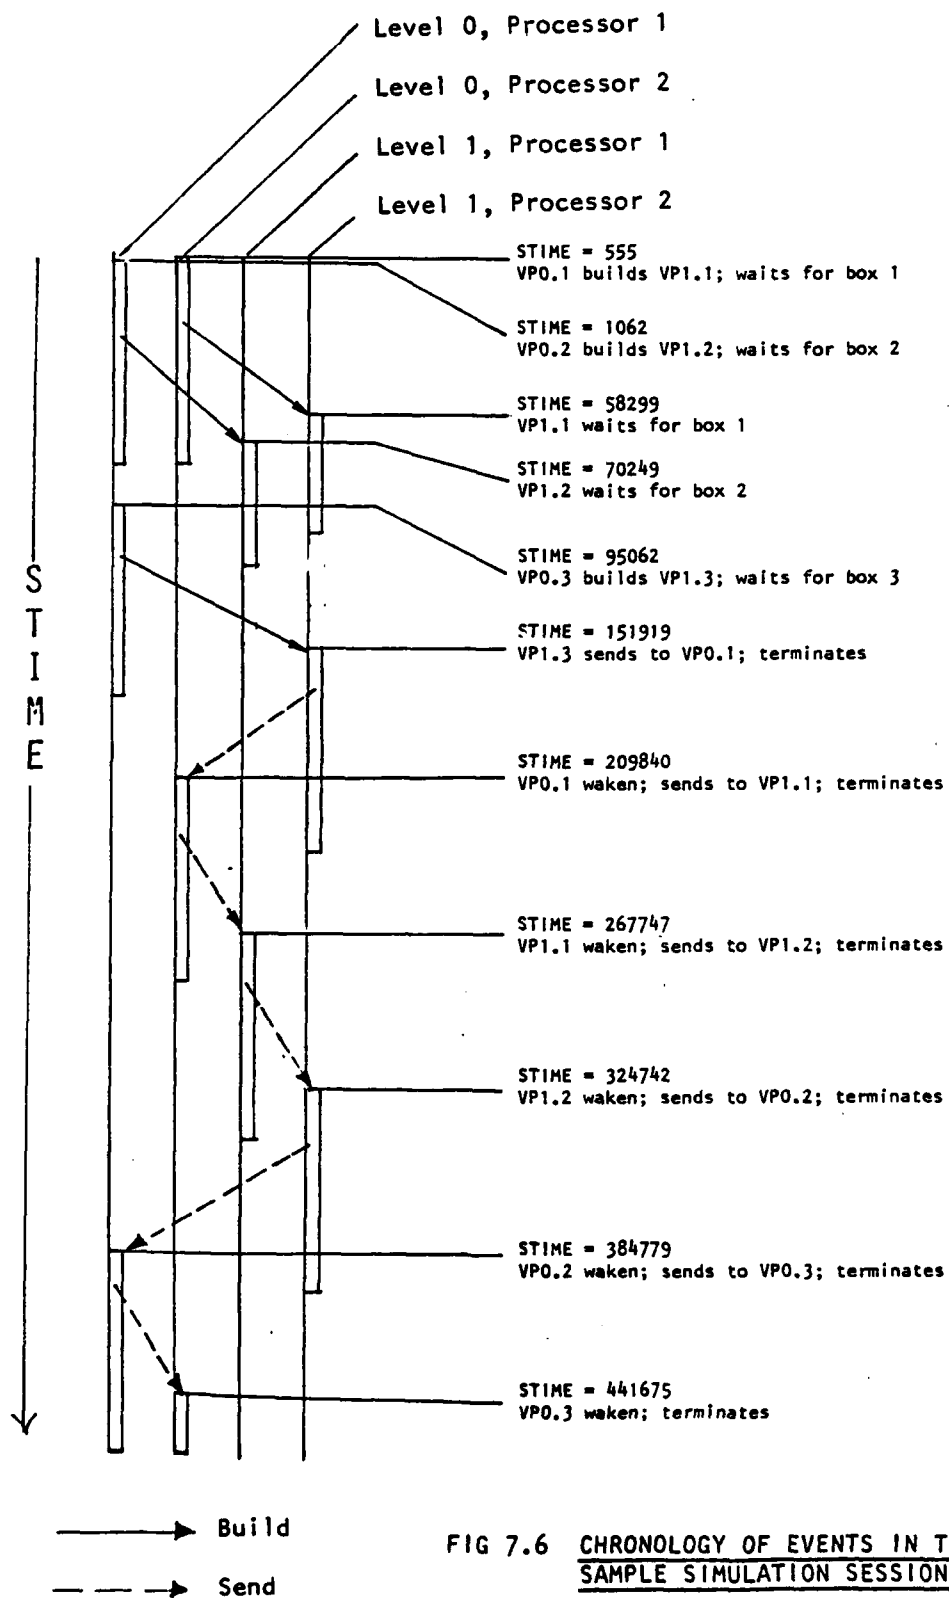 Level 0, Processor 1
Level 0, Processor 2
Level 1, Processor 1
Level 1, Processor 2
STIME = 555
VP0.1 builds VP1.1; waits for box 1
STIME = 1062
VP0.2 builds VP1.2; waits for box 2
STIME = 58299
VP1.1 waits for box 1
STIME = 70249
VP1.2 waits for box 2
STIME = 95062
VP0.3 builds VP1.3; waits for box 3
STIME = 151919
VP1.3 sends to VP0.1; terminates
STIME = 209840
VP0.1 waken; sends to VP1.1; terminates
STIME = 267747
VP1.1 waken; sends to VP1.2; terminates
STIME = 324742
VP1.2 waken; sends to VP0.2; terminates
STIME = 384779
VP0.2 waken; sends to VP0.3; terminates
STIME = 441675
VP0.3 waken; terminates
STIME
Build
Send
FIG 7.6 CHRONOLOGY OF EVENTS IN T
SAMPLE SIMULATION SESSION